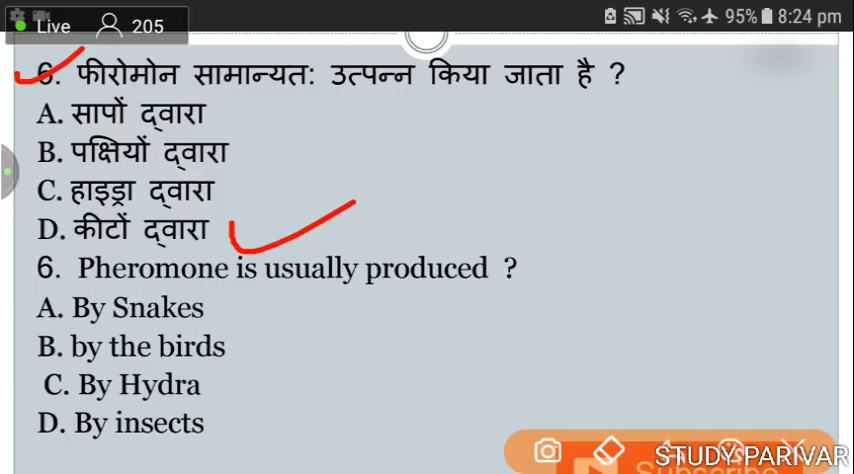 Live 205 95% 8:24 pm
6. फीरोमोन सामान्यत: उत्पन्न किया जाता है ?
A. सापों द्वारा
B. पक्षियों द्वारा
C. हाइड्रा द्वारा
D. कीटों द्वारा
6. Pheromone is usually produced ?
A. By Snakes
B. by the birds
C. By Hydra
D. By insects
STUDY PARIVAR
Subscribe